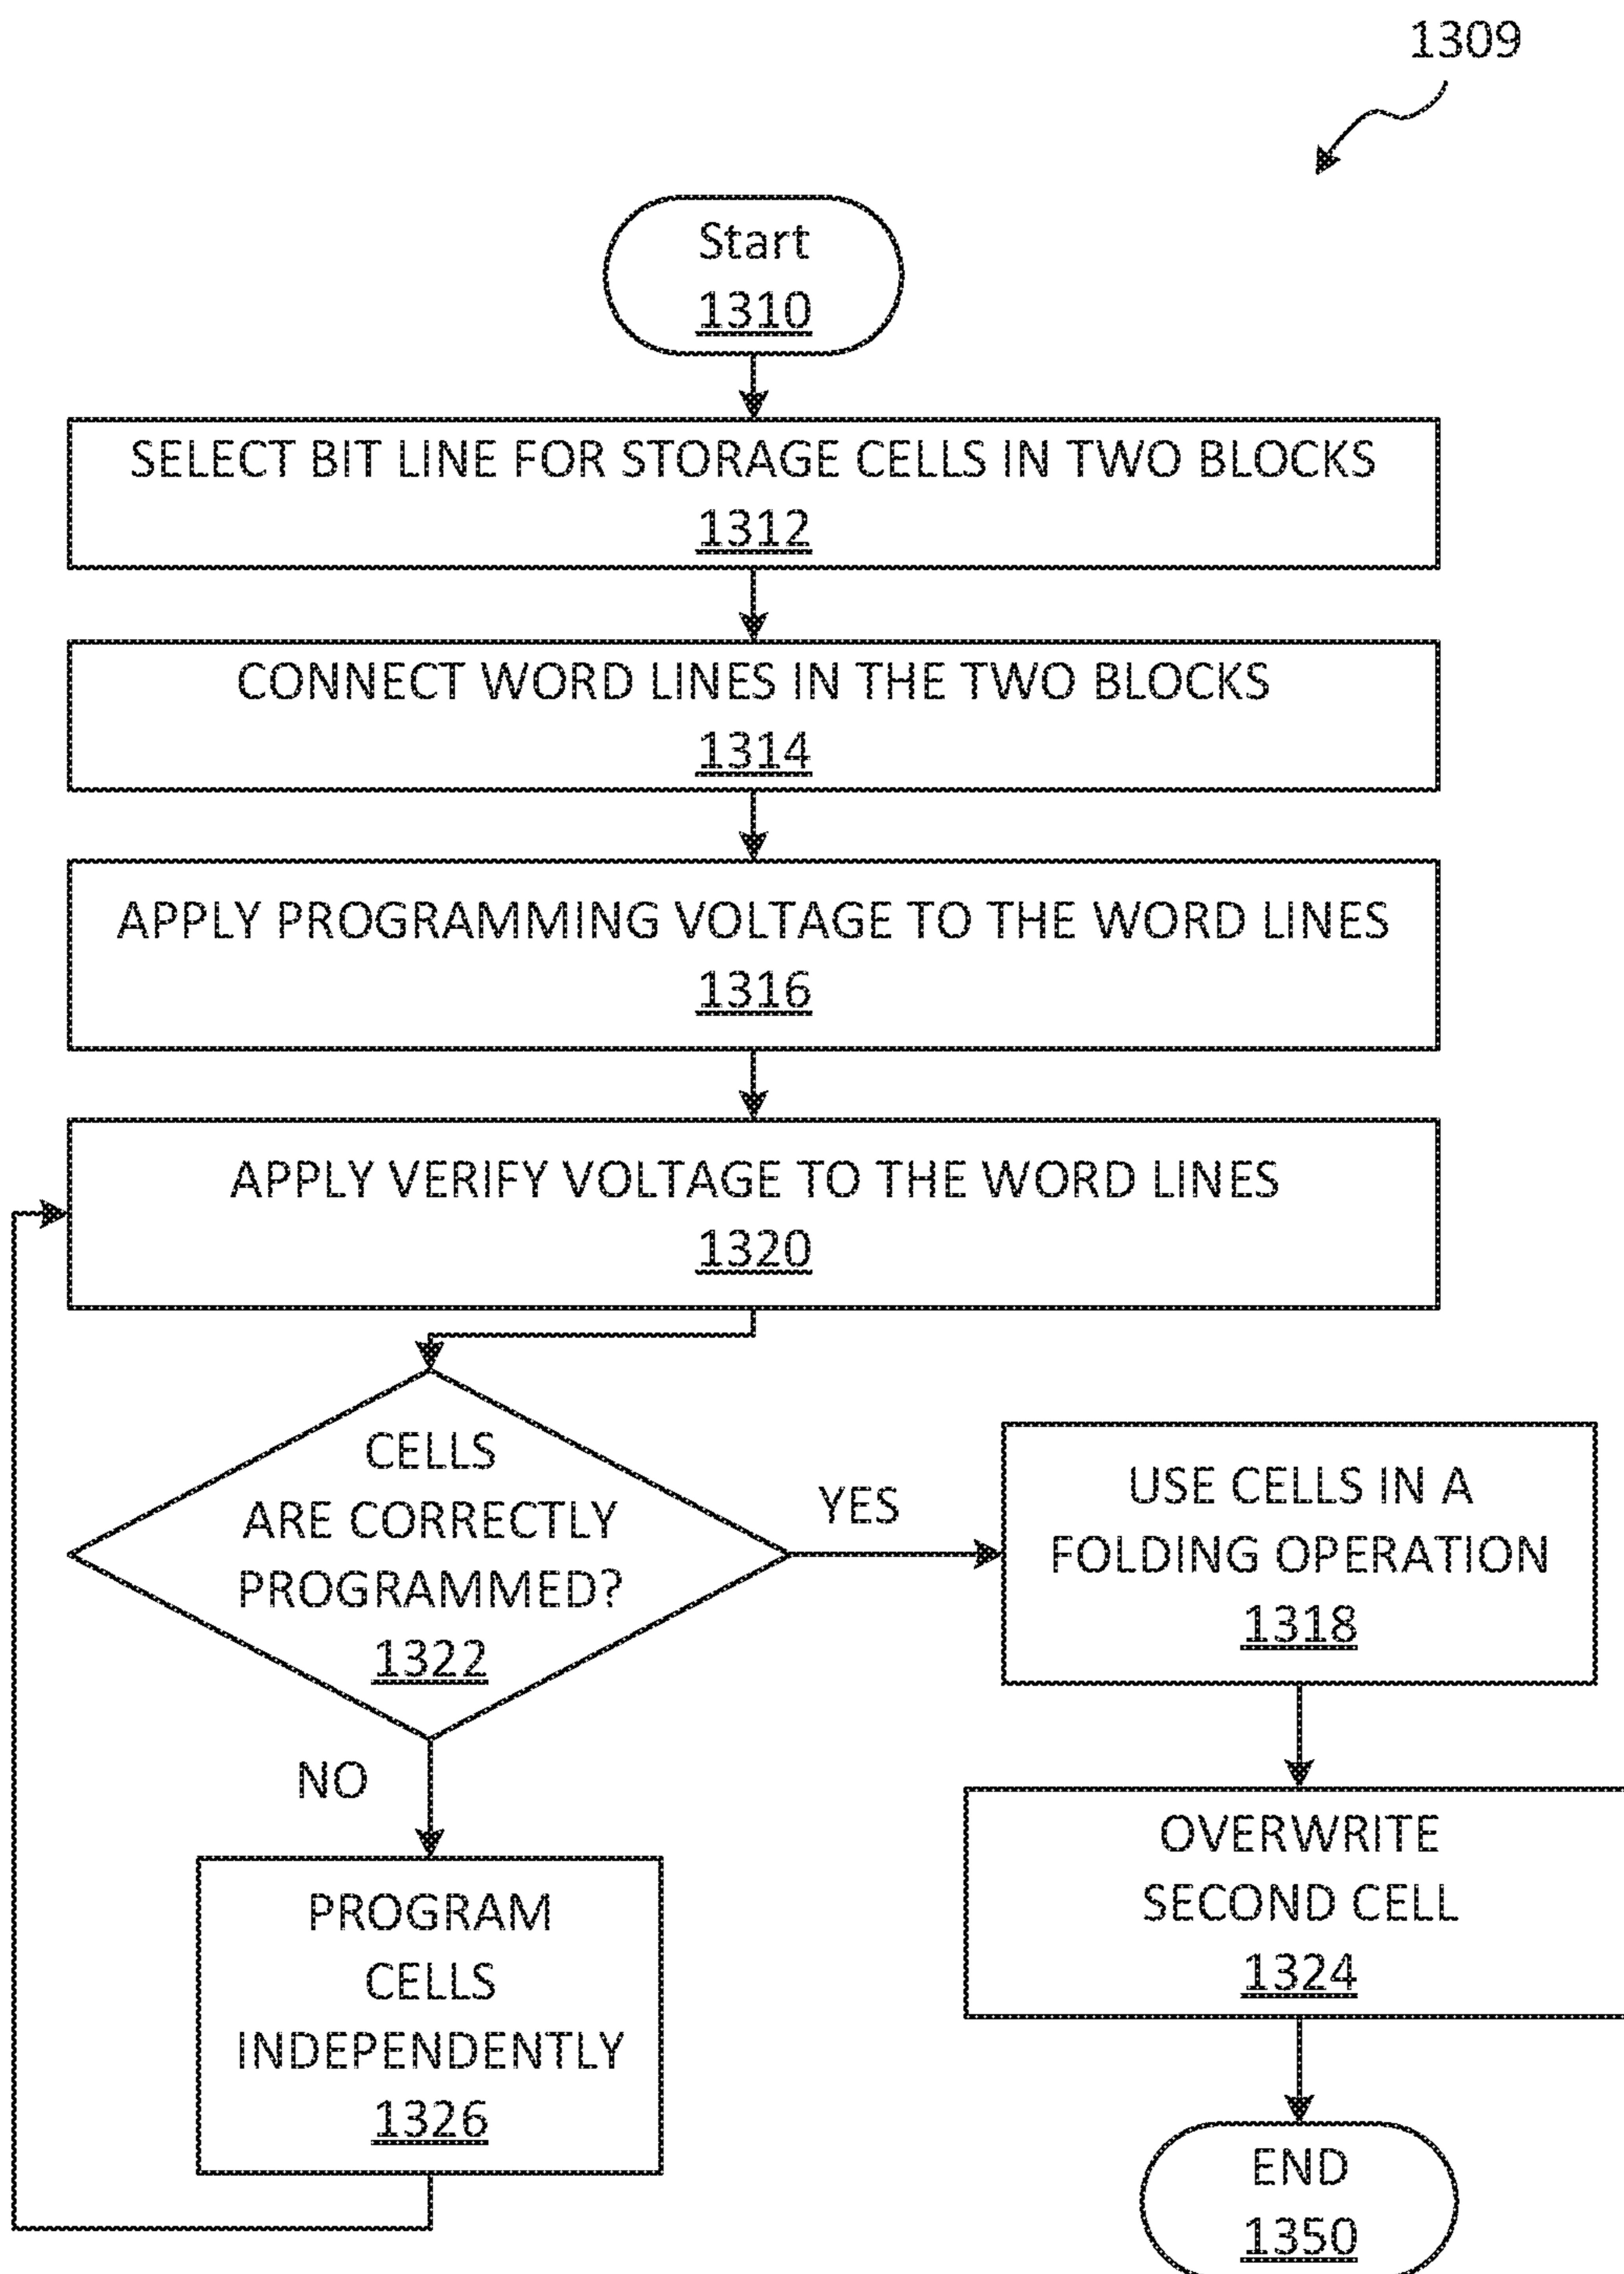 1309
Start
1310
SELECT BIT LINE FOR STORAGE CELLS IN TWO BLOCKS
1312
CONNECT WORD LINES IN THE TWO BLOCKS
1314
APPLY PROGRAMMING VOLTAGE TO THE WORD LINES
1316
APPLY VERIFY VOLTAGE TO THE WORD LINES
1320
CELLS
ARE CORRECTLY
PROGRAMMED?
1322
YES
USE CELLS IN A
FOLDING OPERATION
1318
NO
PROGRAM
CELLS
INDEPENDENTLY
1326
OVERWRITE
SECOND CELL
1324
END
1350